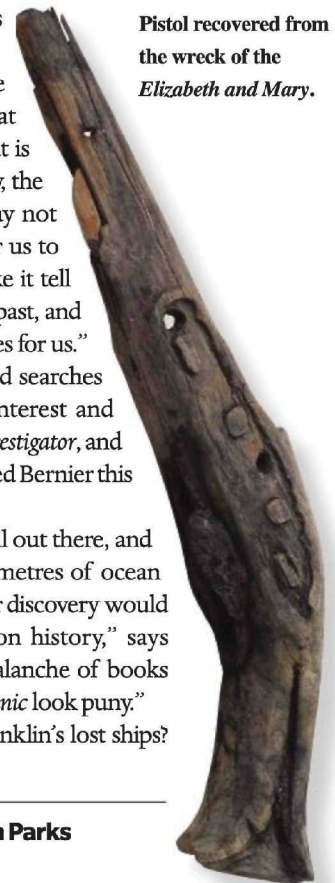 Pistol recovered from
the wreck of the
Elizabeth and Mary.
s
e
at
t is
, the
ay not
r us to
ke it tell
past, and
es for us.”
d searches
nterest and
estigator, and
ed Bernier this
ll out there, and
metres of ocean
r discovery would
on history,” says
alanche of books
nic look puny.”
nklin’s lost ships?
n Parks